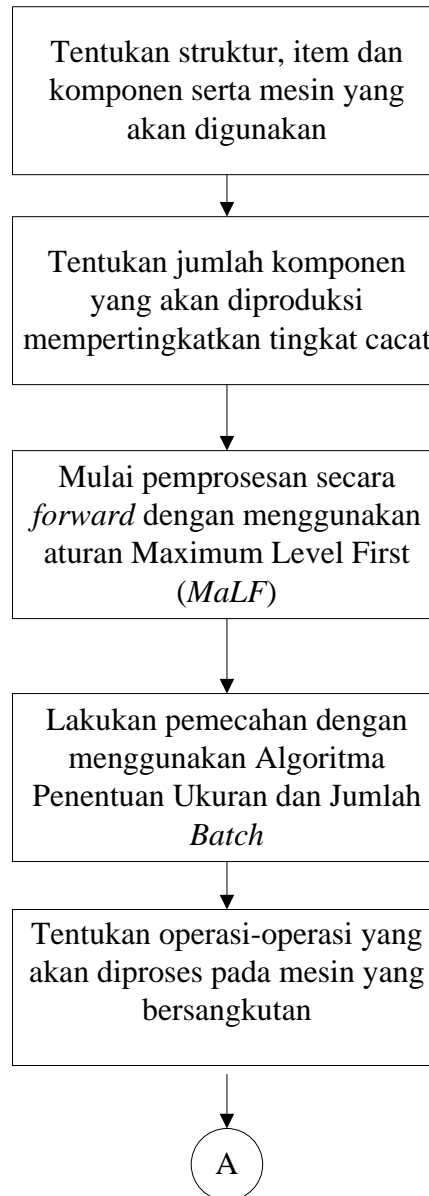 Tentukan struktur, item dan
komponen serta mesin yang
akan digunakan
Tentukan jumlah komponen
yang akan diproduksi
mempertingkatkan tingkat cacat
Mulai pemprosesan secara
forward dengan menggunakan
aturan Maximum Level First
(MaLF)
Lakukan pemecahan dengan
menggunakan Algoritma
Penentuan Ukuran dan Jumlah
Batch
Tentukan operasi-operasi yang
akan diproses pada mesin yang
bersangkutan
A